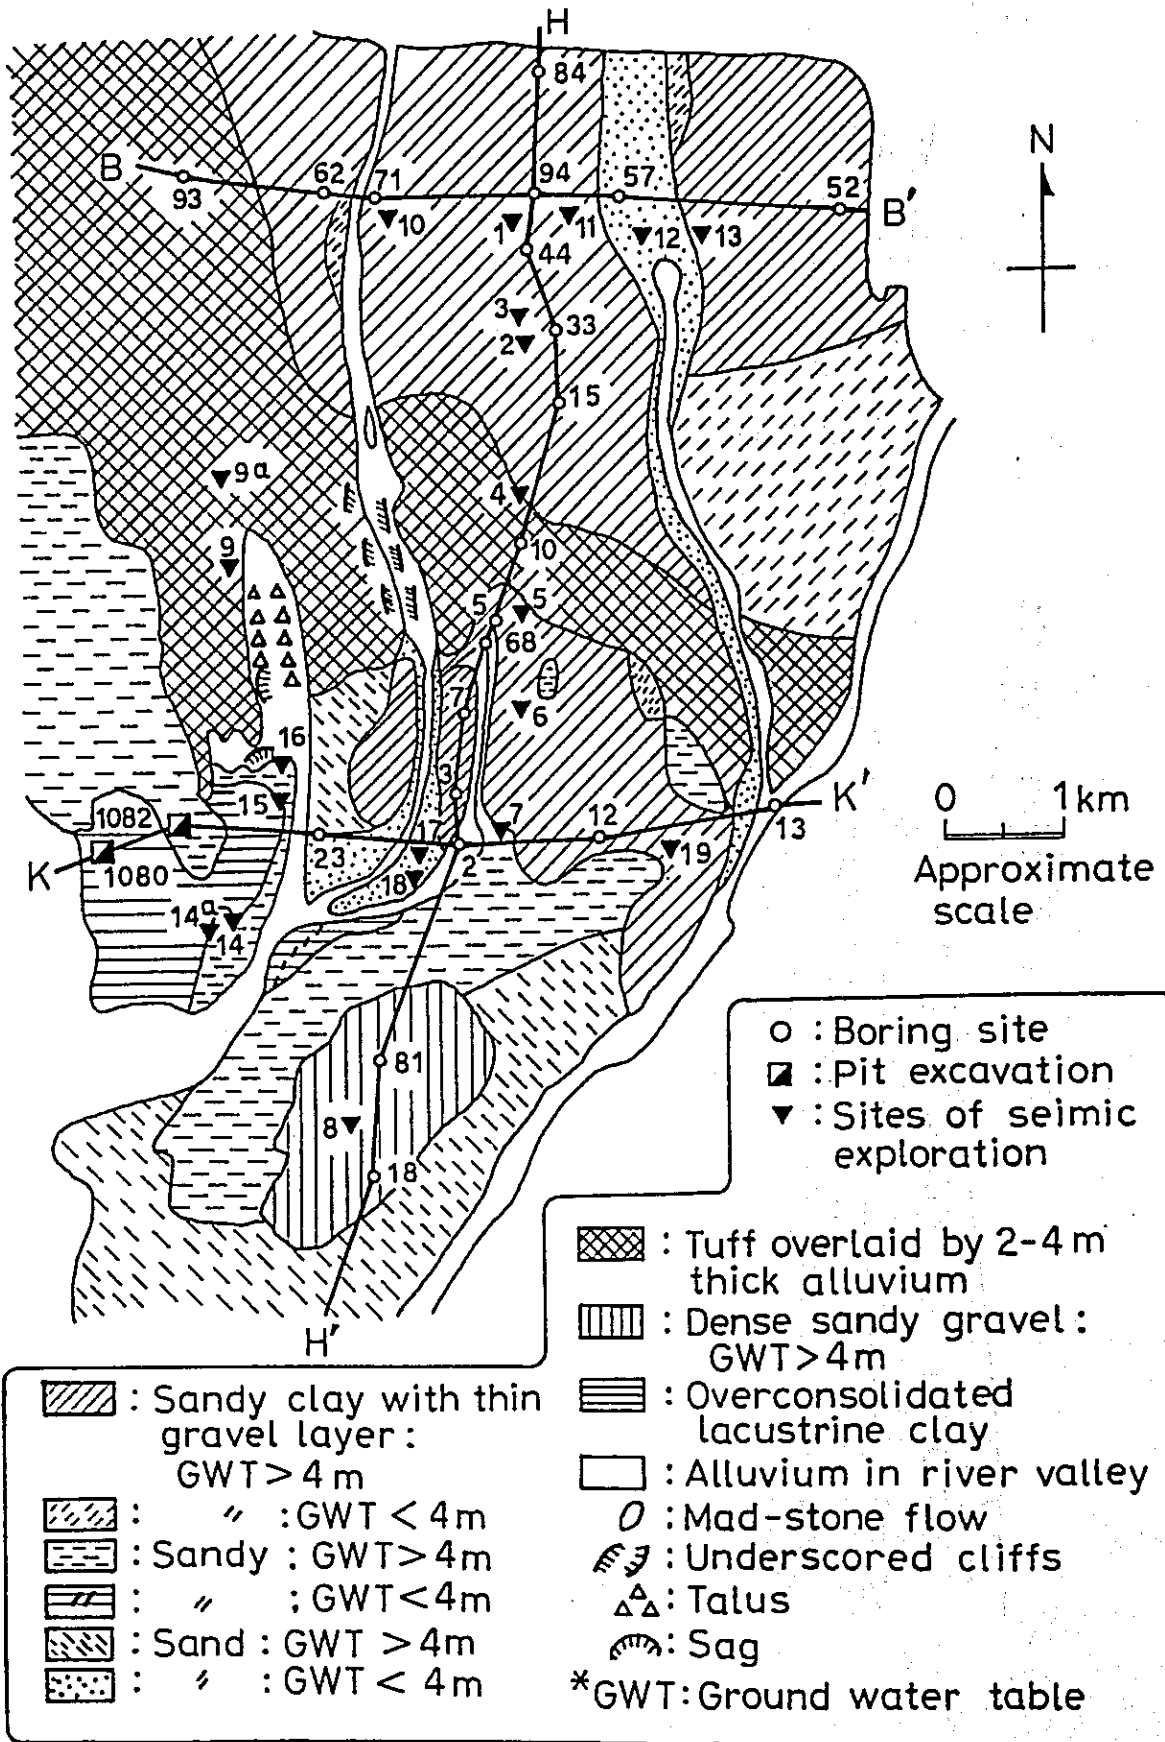 H
84
N
B
93
62
71
94
57
52
B'
10
1
11
12
13
44
3
33
2
15
9a
4
10
9
5
5
68
7
6
16
3
K'
0 1km
1082
15
17
7
12
13
23
2
19
Approximate
scale
K
1080
18
14a
14
81
8
18
H'
O : Boring site
: Pit excavation
▼ : Sites of seimic
exploration
: Tuff overlaid by 2-4 m
thick alluvium
: Dense sandy gravel :
GWT > 4m
: Overconsolidated
lacustrine clay
: Alluvium in river valley
: Mad-stone flow
: Underscored cliffs
: Talus
: Sag
*GWT: Ground water table
: Sandy clay with thin
gravel layer :
GWT > 4 m
: 〃 : GWT < 4 m
: Sandy : GWT > 4m
: 〃 : GWT < 4m
: Sand : GWT > 4m
: 〃 : GWT < 4 m